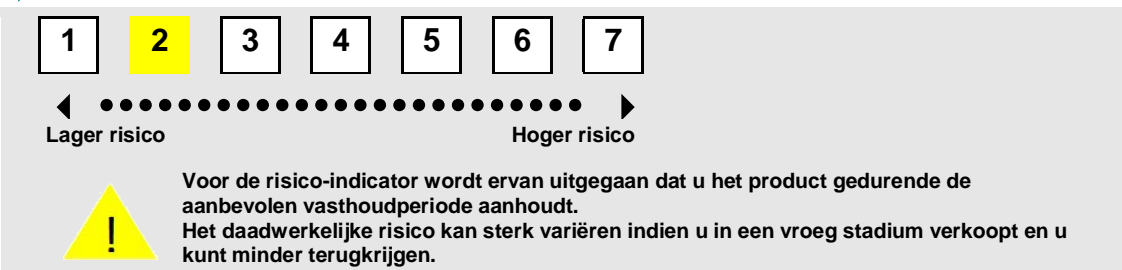 1 2 3 4 5 6 7
Lager risico Hoger risico
!
Voor de risico-indicator wordt ervan uitgegaan dat u het product gedurende de
aanbevolen vasthoudperiode aanhoudt.
Het daadwerkelijke risico kan sterk variëren indien u in een vroeg stadium verkoopt en u
kunt minder terugkrijgen.